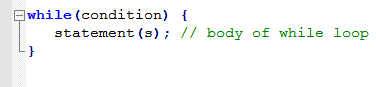 while(condition) {
statement(s); // body of while loop
}